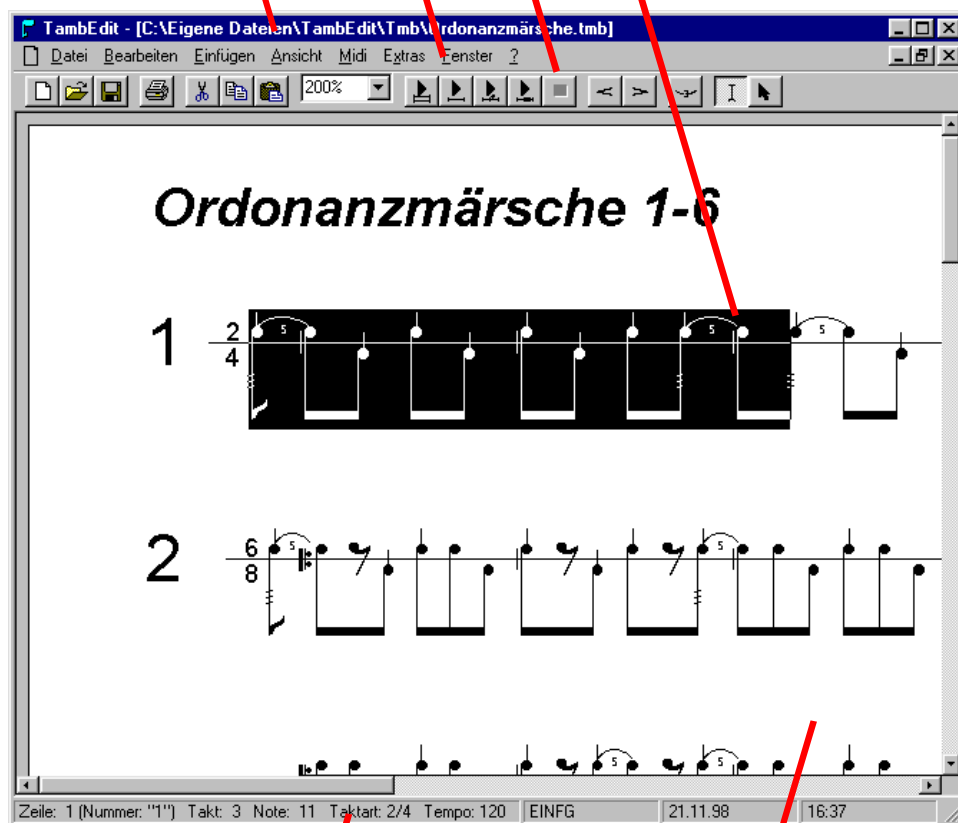 TambEdit - [C:\Eigene Dateien\TambEdit\Tmb\Ordonanzmärsche.tmb]
Datei Bearbeiten Einfügen Ansicht Midi Extras Fenster ?
200%
Ordonanzmärsche 1-6
1 2 4 5 5 5
2 6 8 5 5
5 5
Zeile: 1 (Nummer: "1") Takt: 3 Note: 11 Taktart: 2/4 Tempo: 120 EINFG 21.11.98 16:37